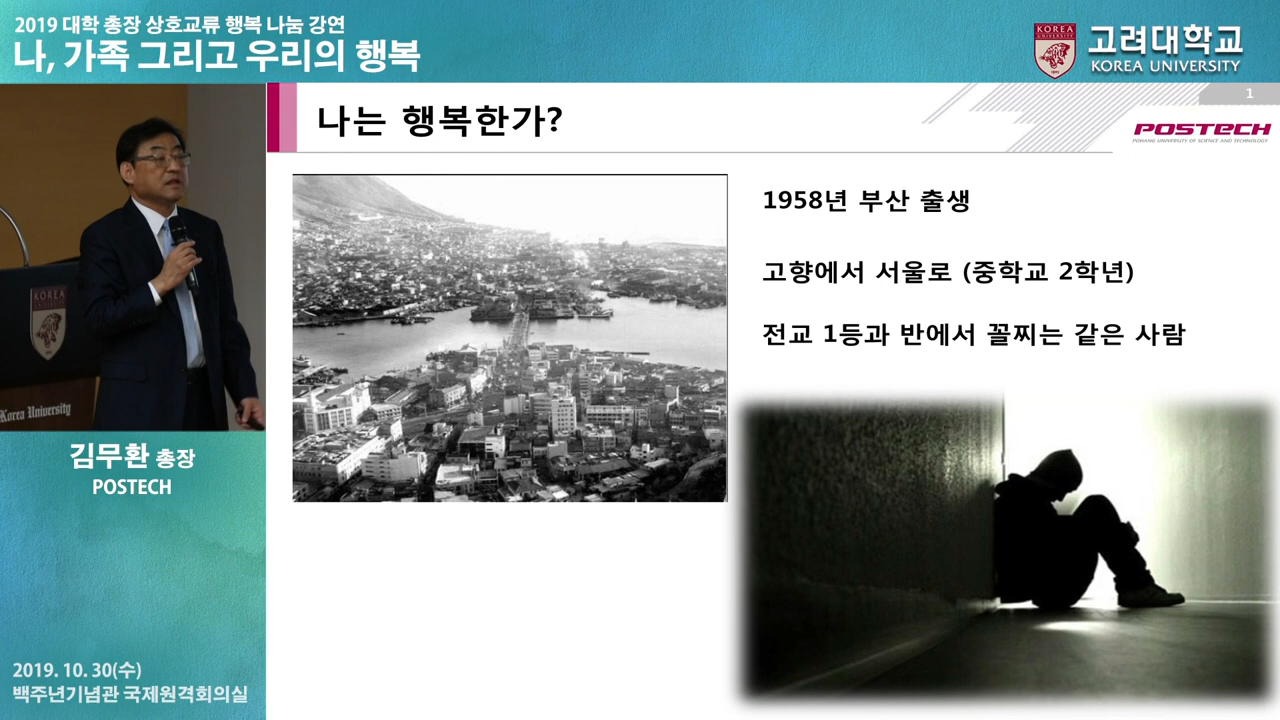 2019 대학 총장 상호교류 행복 나눔 강연
나, 가족 그리고 우리의 행복
KOREA
UNIVERSITY
1905
고려대학교
KOREA UNIVERSITY
1
나는 행복한가?
POSTECH
POHANG UNIVERSITY OF SCIENCE AND TECHNOLOGY
1958년 부산 출생
고향에서 서울로 (중학교 2학년)
전교 1등과 반에서 꼴찌는 같은 사람
KOREA
Korea University
김무환 총장
POSTECH
2019. 10. 30(수)
백주년기념관 국제원격회의실